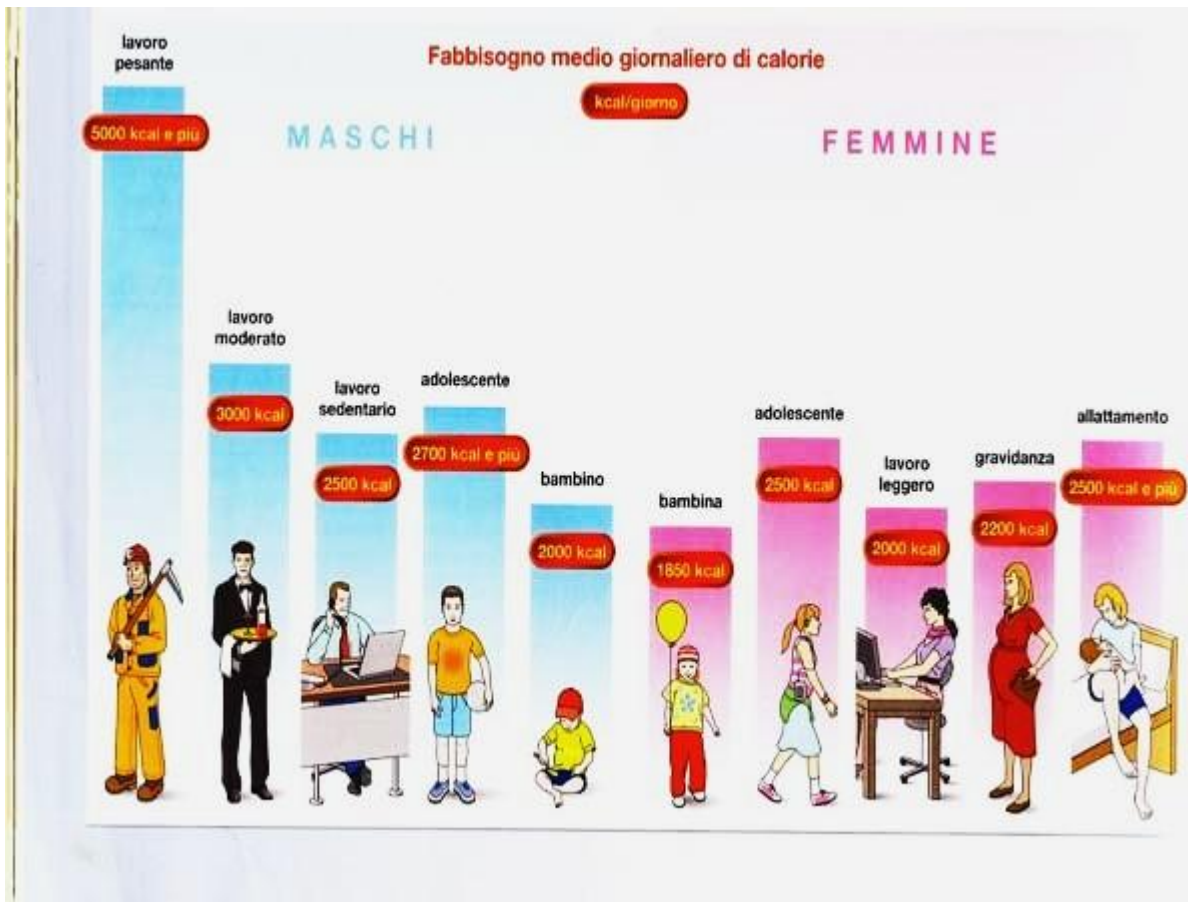 Fabbisogno medio giornaliero di calorie
kcal/giorno
MASCHI
FEMMINE
lavoro
pesante
5000 kcal e più
lavoro
moderato
3000 kcal
lavoro
sedentario
2500 kcal
adolescente
2700 kcal e più
bambino
2000 kcal
bambina
1850 kcal
adolescente
2500 kcal
lavoro
leggero
2000 kcal
gravidanza
2200 kcal
allattamento
2500 kcal e più